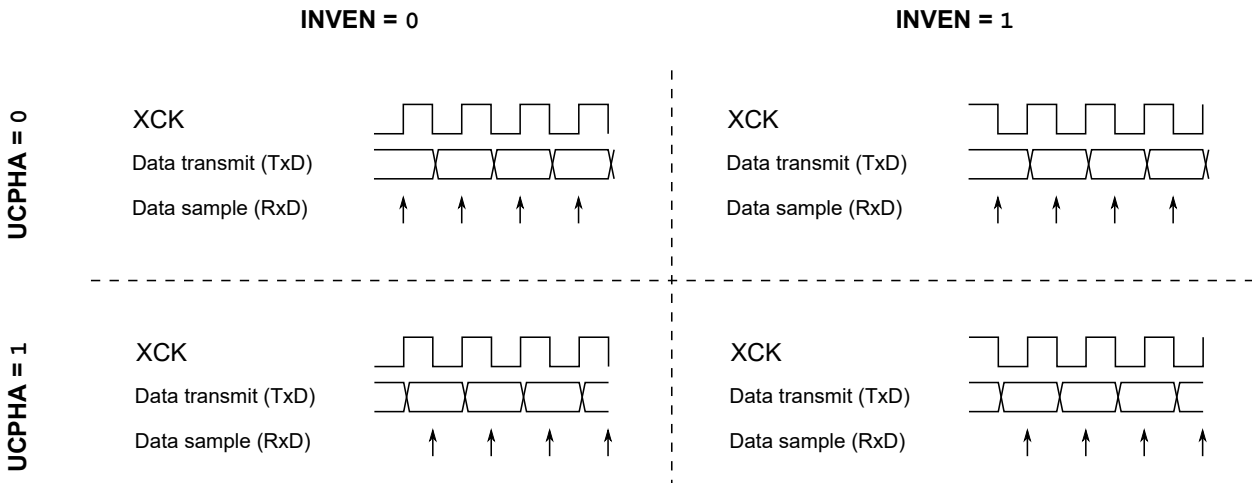 INVEN = 0
INVEN = 1
UCPHA = 0
XCK
Data transmit (TxD)
Data sample (RxD)
XCK
Data transmit (TxD)
Data sample (RxD)
UCPHA = 1
XCK
Data transmit (TxD)
Data sample (RxD)
XCK
Data transmit (TxD)
Data sample (RxD)